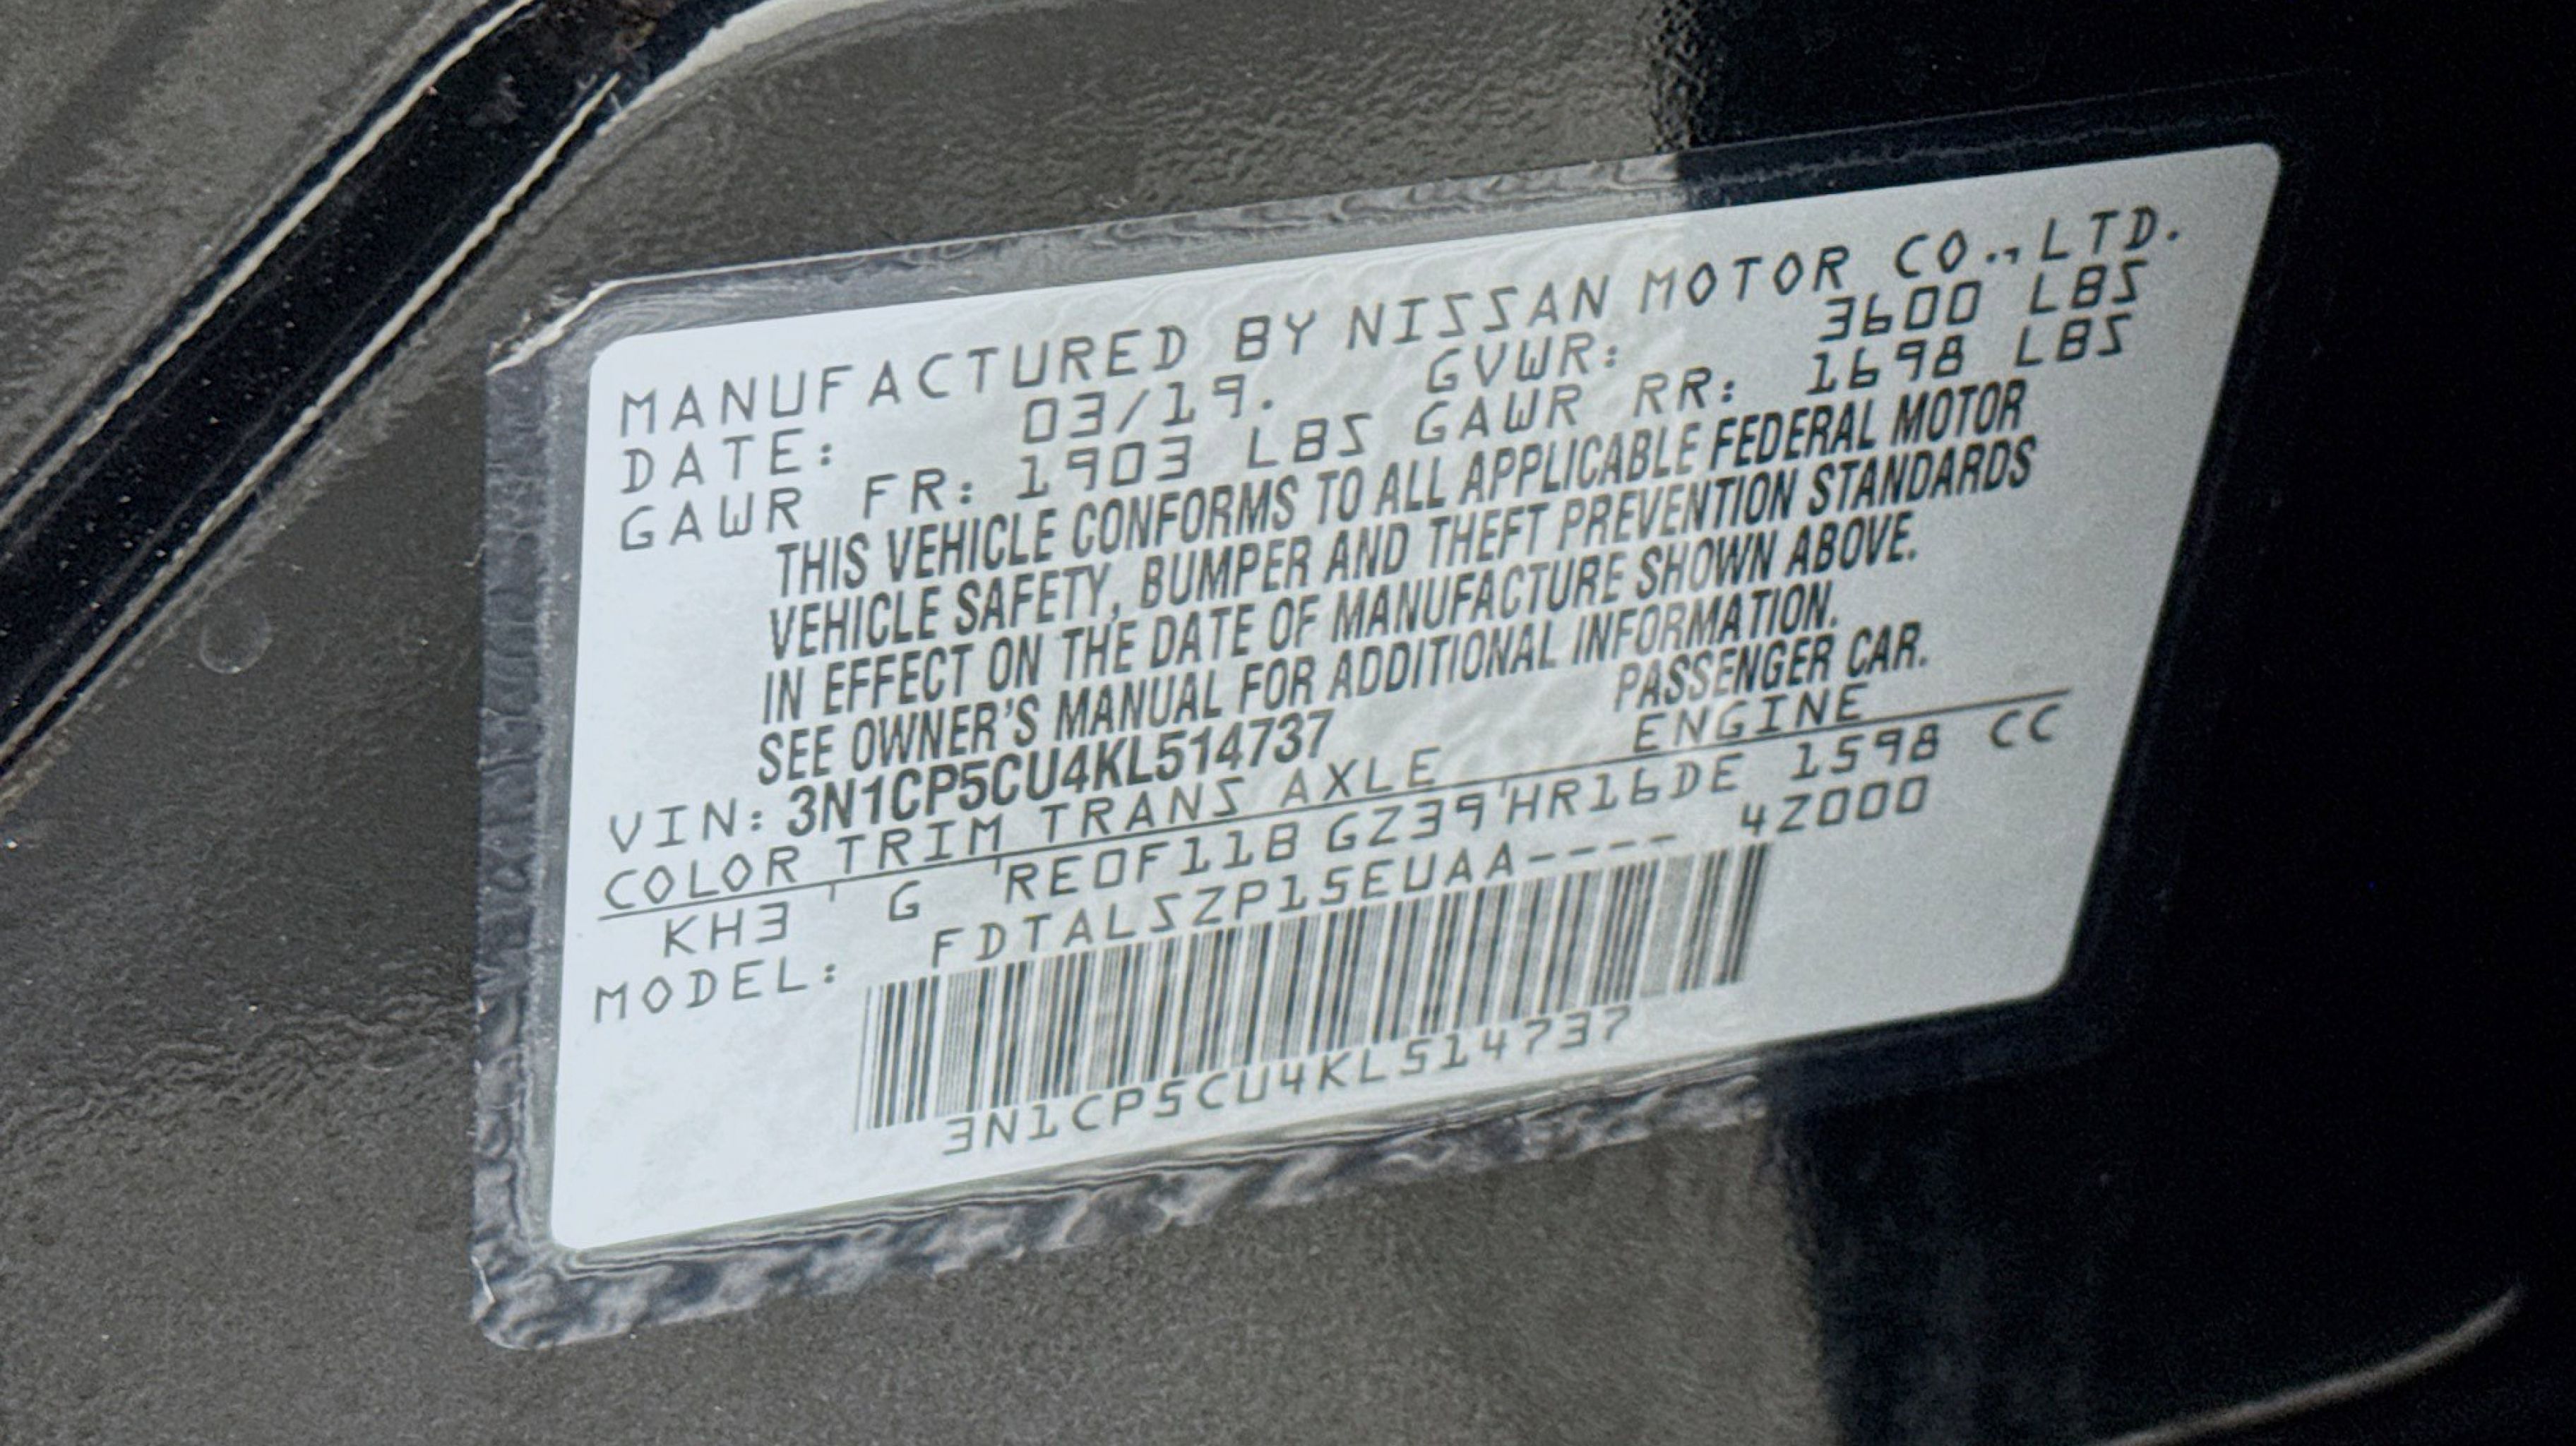 MANUFACTURED BY NISSAN MOTOR CO.,LTD.
DATE: 03/19. GVWR: 3600 LBS
GAWR FR: 1903 LBS GAWR RR: 1698 LBS
THIS VEHICLE CONFORMS TO ALL APPLICABLE FEDERAL MOTOR
VEHICLE SAFETY, BUMPER AND THEFT PREVENTION STANDARDS
IN EFFECT ON THE DATE OF MANUFACTURE SHOWN ABOVE.
SEE OWNER'S MANUAL FOR ADDITIONAL INFORMATION.
VIN: 3N1CP5CU4KL514737 PASSENGER CAR.
COLOR TRIM TRANS AXLE ENGINE
KH3 G RE0F11B GZ39 HR16DE 1598 CC
MODEL: FDTALSZP15EUAA---- 4Z000
3N1CP5CU4KL514737